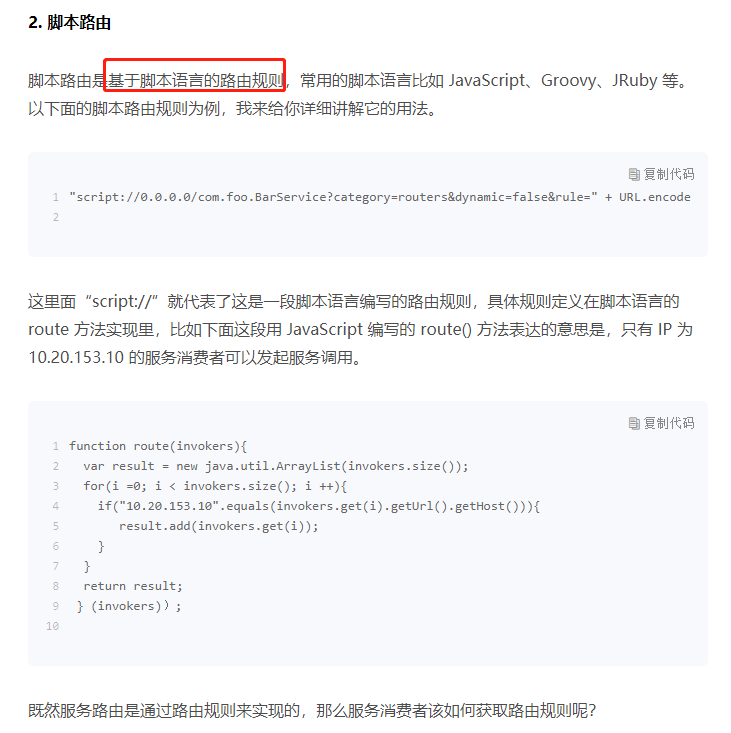 2. 脚本路由
脚本路由是基于脚本语言的路由规则，常用的脚本语言比如 JavaScript、Groovy、JRuby 等。
以下面的脚本路由规则为例，我来给你详细讲解它的用法。
复制代码
1 "script://0.0.0.0/com.foo.BarService?category=routers&dynamic=false&rule=" + URL.encode
2
这里面“script://”就代表了这是一段脚本语言编写的路由规则，具体规则定义在脚本语言的
route 方法实现里，比如下面这段用 JavaScript 编写的 route() 方法表达的意思是，只有 IP 为
10.20.153.10 的服务消费者可以发起服务调用。
复制代码
1 function route(invokers){
2 var result = new java.util.ArrayList(invokers.size());
3 for(i =0; i < invokers.size(); i ++){
4 if("10.20.153.10".equals(invokers.get(i).getUrl().getHost())){
5 result.add(invokers.get(i));
6 }
7 }
8 return result;
9 } (invokers)）;
10
既然服务路由是通过路由规则来实现的，那么服务消费者该如何获取路由规则呢？